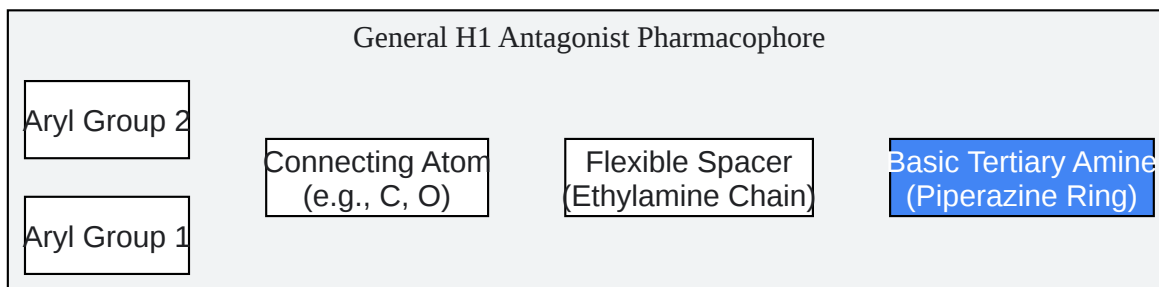 General H1 Antagonist Pharmacophore
Aryl Group 2
Aryl Group 1
Connecting Atom
(e.g., C, O)
Flexible Spacer
(Ethylamine Chain)
Basic Tertiary Amine
(Piperazine Ring)